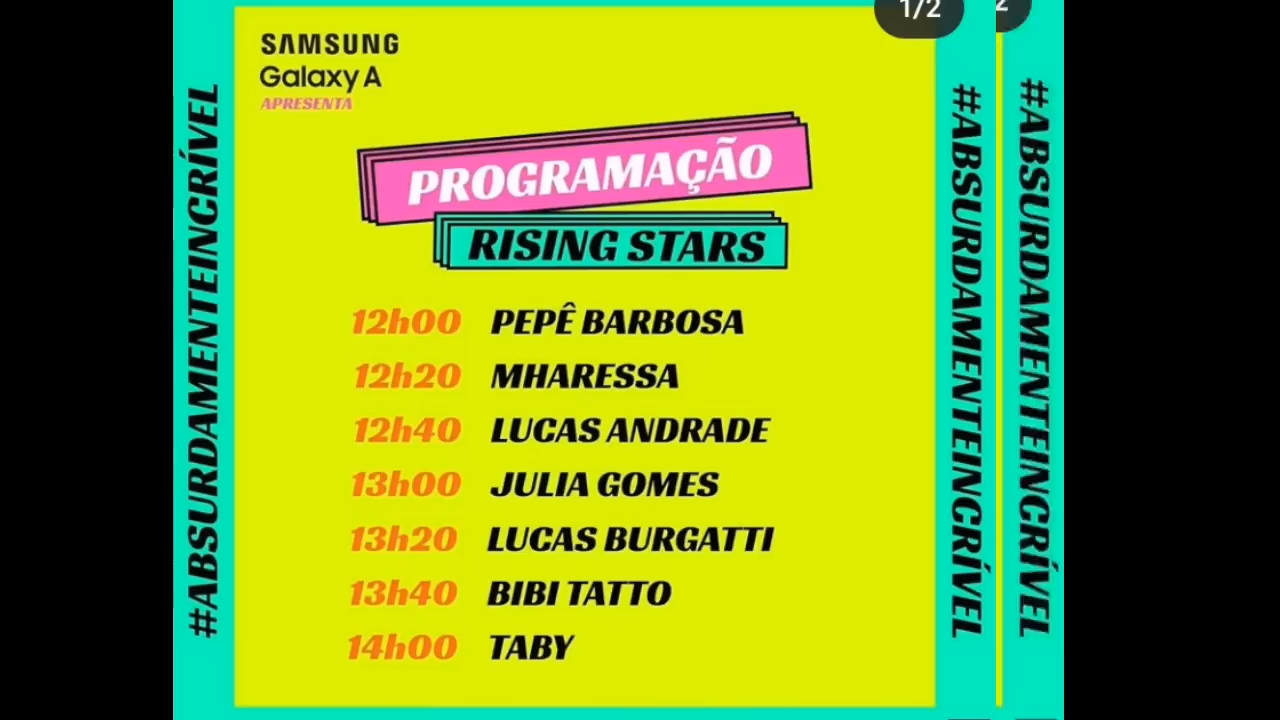 1/2
2
SAMSUNG
Galaxy A
APRESENTA
PROGRAMAÇÃO
RISING STARS
12h00 PEPÊ BARBOSA
12h20 MHARESSA
12h40 LUCAS ANDRADE
13h00 JULIA GOMES
13h20 LUCAS BURGATTI
13h40 BIBI TATTO
14h00 TABY
#ABSURDAMENTEINCRÍVEL
#ABSURDAMENTEINCRÍVEL
#ABSURDAMENTEINCRÍVEL